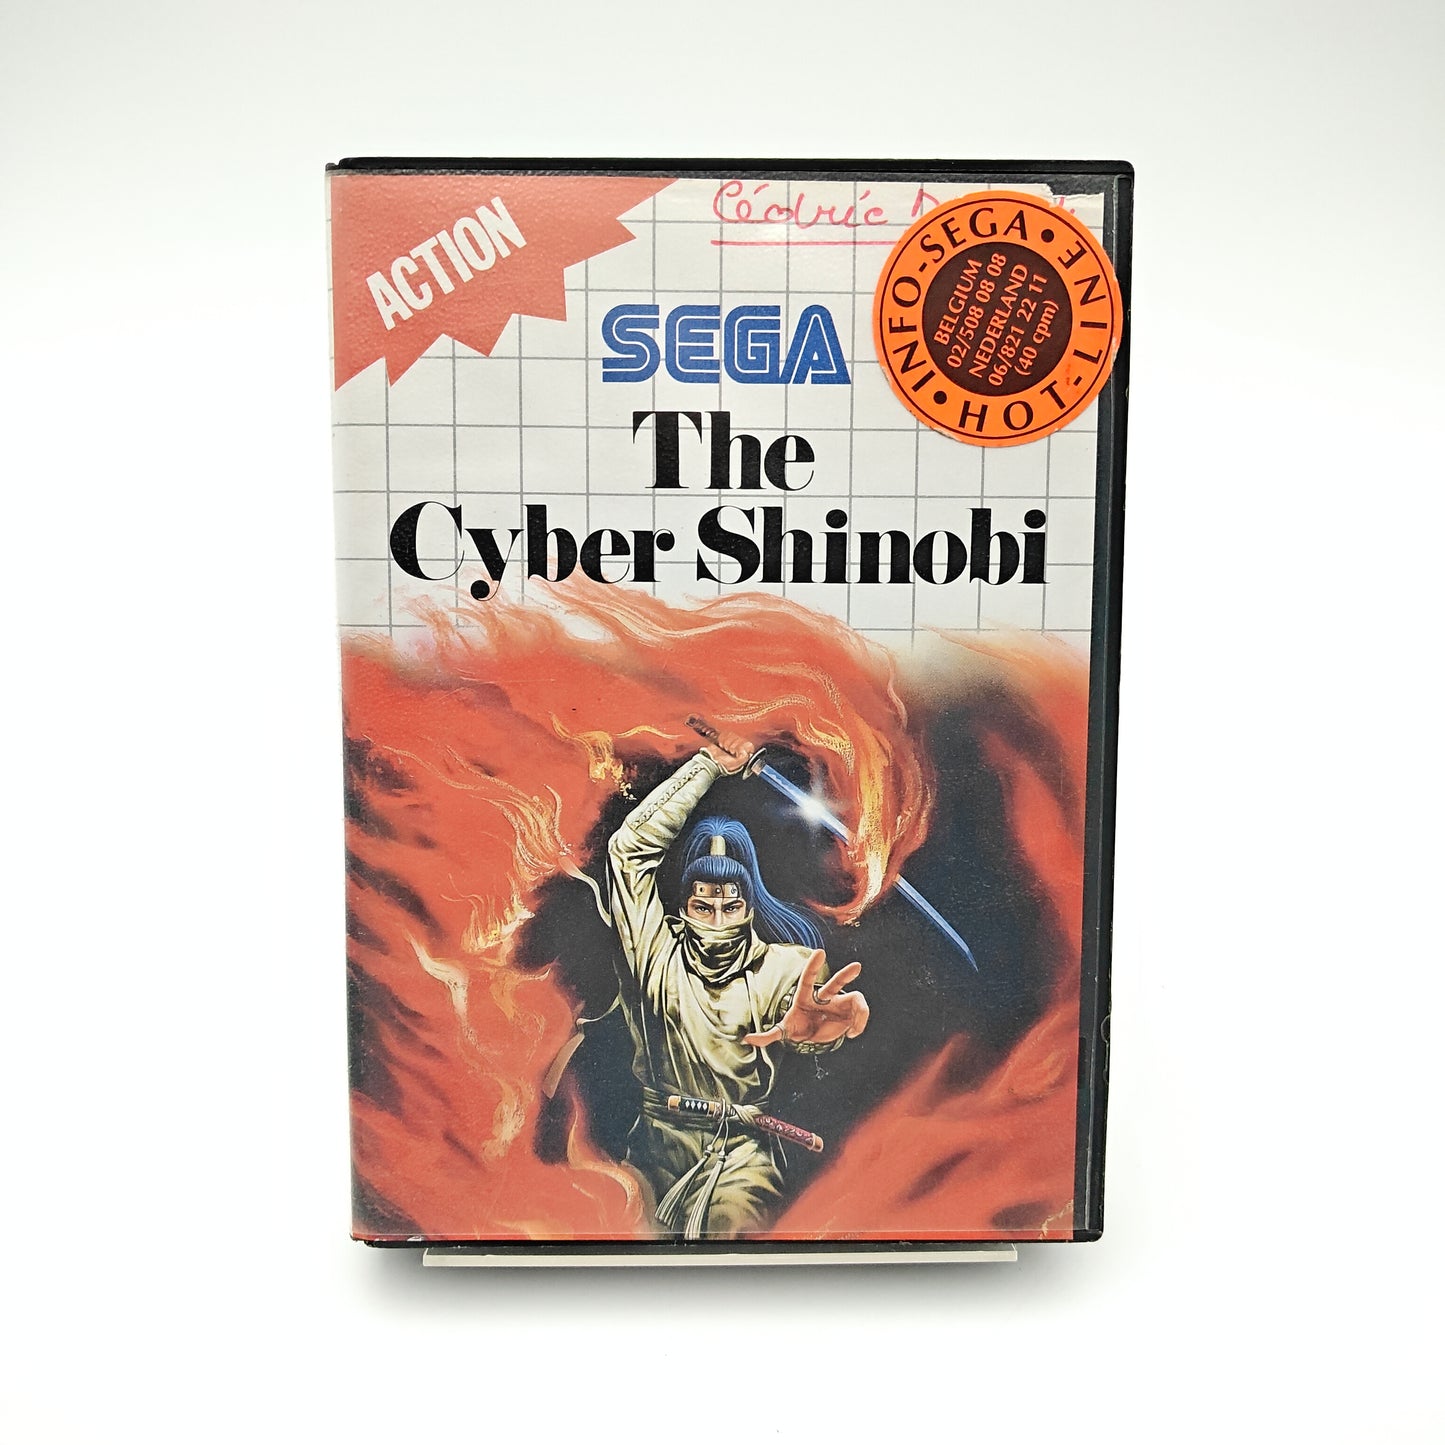 Cédric
ACTION
SEGA
The
Cyber Shinobi
INFO-SEGA • HOT-LINE •
BELGIUM
02/508 08 08
NEDERLAND
06/821 22 11
(40 cpm)